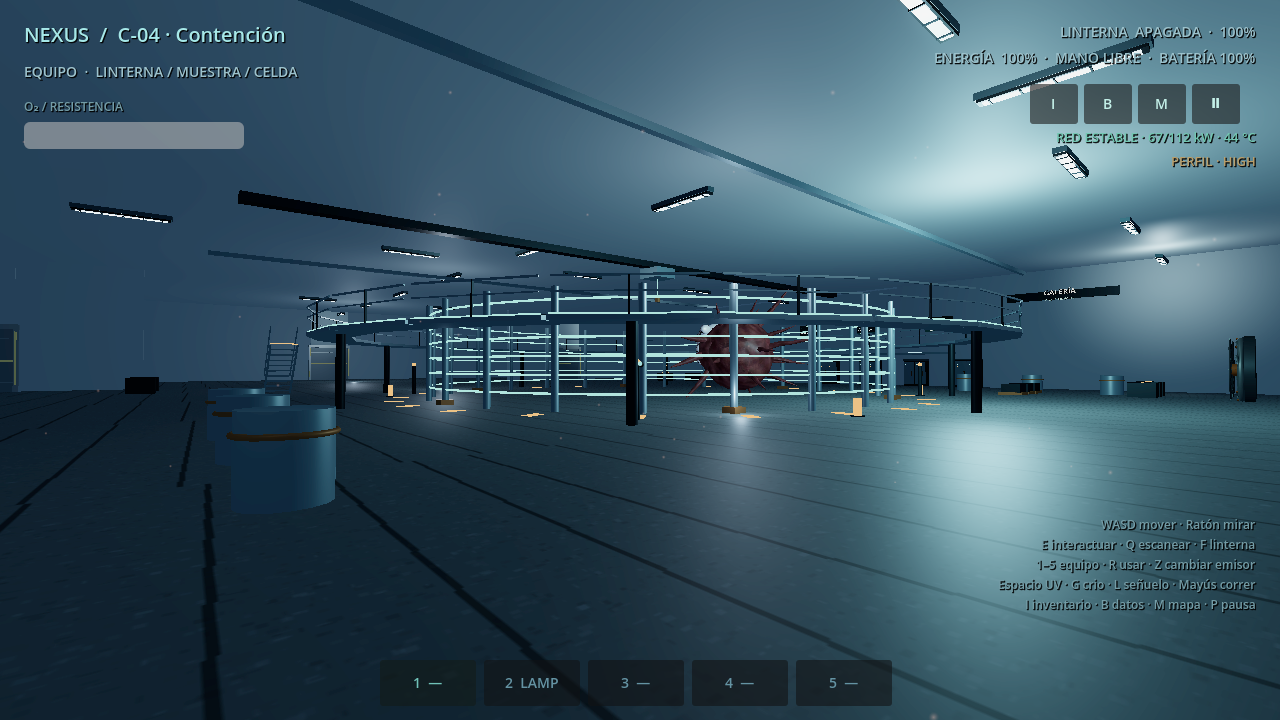 NEXUS / C-04 · Contención
EQUIPO · LINTERNA / MUESTRA / CELDA
O₂ / RESISTENCIA
LINTERNA APAGADA · 100%
ENERGÍA 100% · MANO LIBRE · BATERÍA 100%
I B M II
RED ESTABLE · 67/112 kW · 44 °C
PERFIL · HIGH
GALERÍA
WASD mover · Ratón mirar
E interactuar · Q escanear · F linterna
1–5 equipo · R usar · Z cambiar emisor
Espacio UV · G crio · L señuelo · Mayús correr
I inventario · B datos · M mapa · P pausa
1 —
2 LAMP
3 —
4 —
5 —